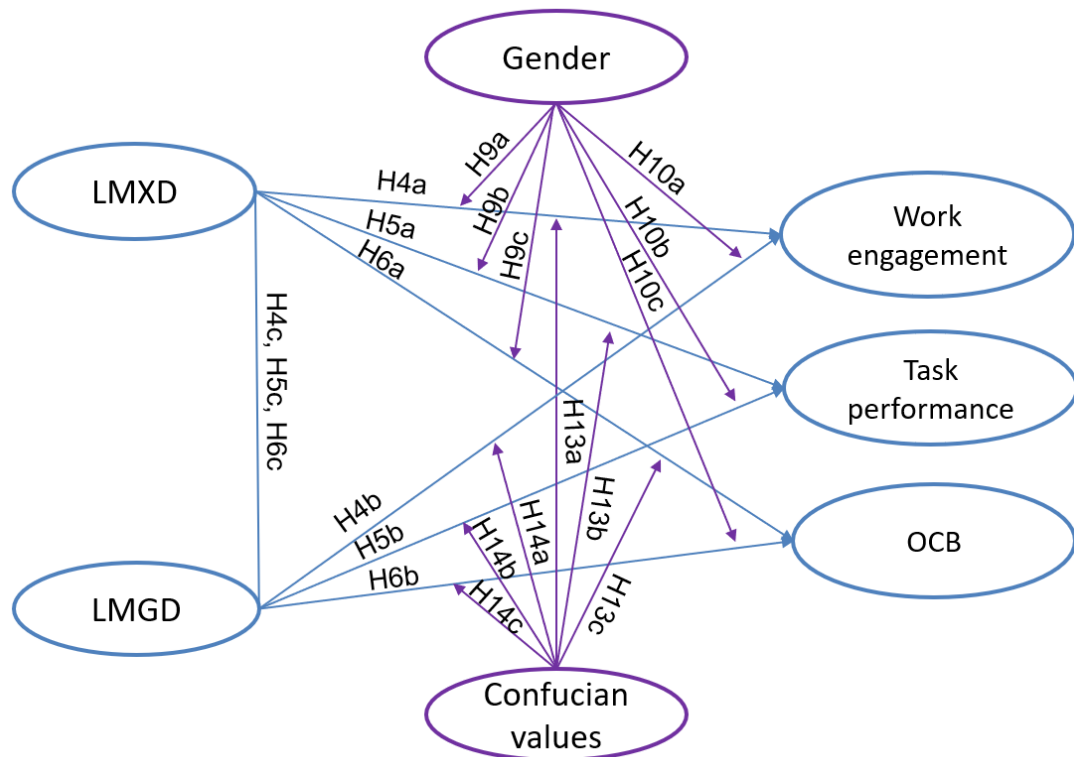 Gender
LMXD
H9a
H9b
H9c
H10a
H10b
H10c
H4a
H5a
H6a
Work
engagement
H4c, H5c, H6c
Task
performance
H13a
H13b
H13c
H4b
H5b
H6b
H14a
H14b
H14c
OCB
LMGD
Confucian
values